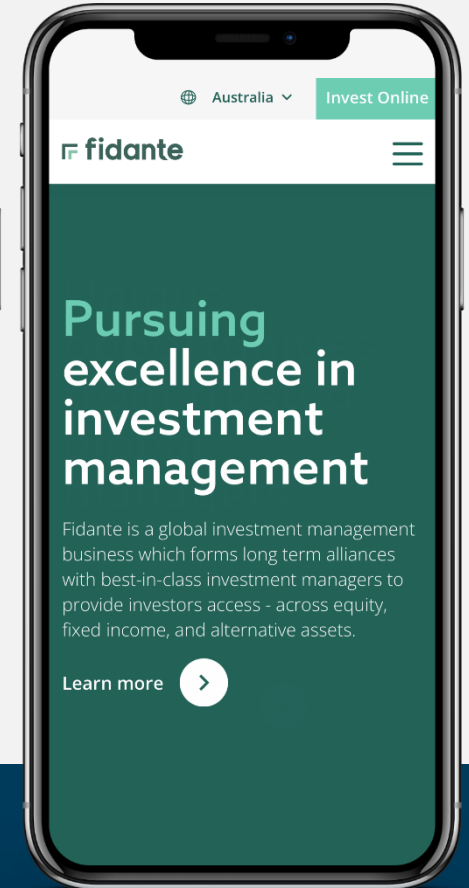 Australia
Invest Online
fidante
Pursuing
excellence in
investment
management
Fidante is a global investment management
business which forms long term alliances
with best-in-class investment managers to
provide investors access - across equity,
fixed income, and alternative assets.
Learn more